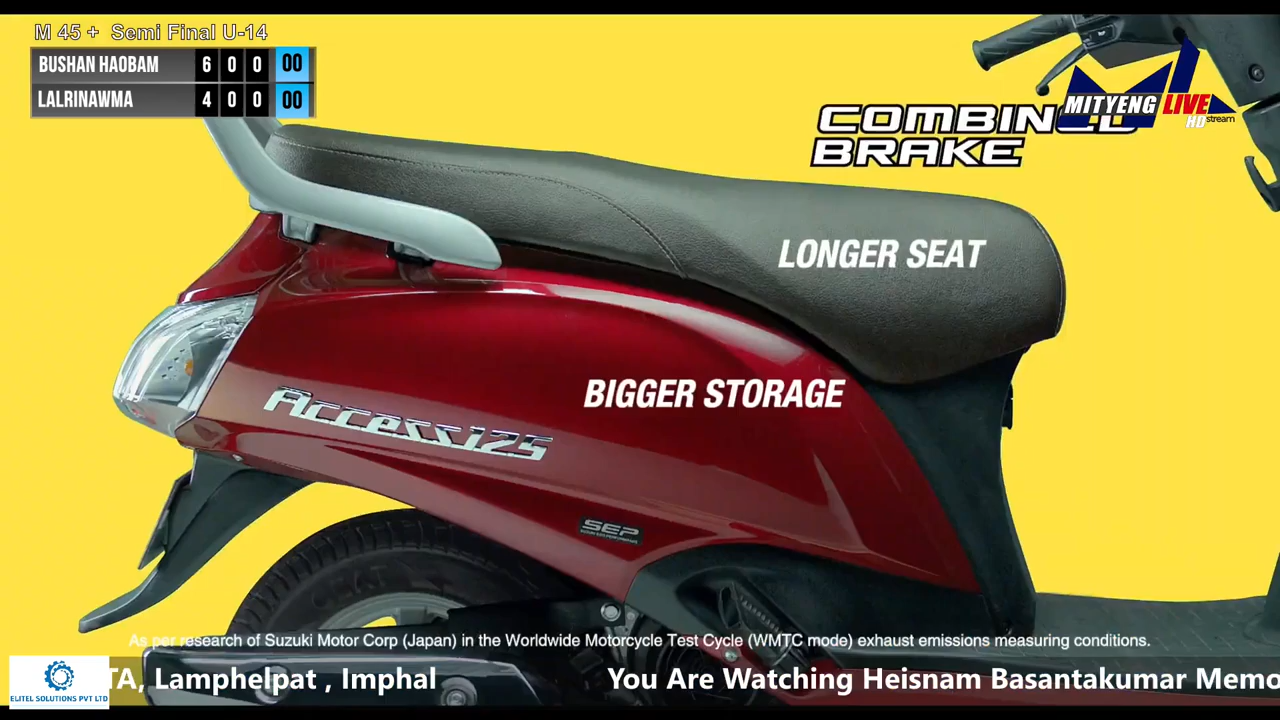 M 45 + Semi Final U-14
BUSHAN HAOBAM 6 0 0 00
LALRINAWMA 4 0 0 00
MITYENG LIVE
HD stream
COMBINED
BRAKE
LONGER SEAT
BIGGER STORAGE
Access125
SEP
As per research of Suzuki Motor Corp (Japan) in the Worldwide Motorcycle Test Cycle (WMTC mode) exhaust emissions measuring conditions.
TA, Lamphelpat , Imphal You Are Watching Heisnam Basantakumar Memo
ELITEL SOLUTIONS PVT LTD